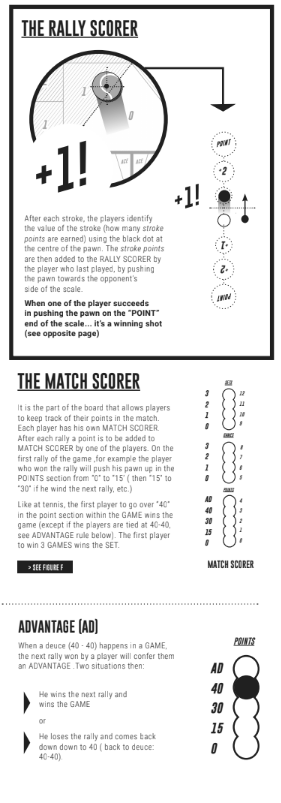 THE RALLY SCORER
1
0
1
+1!
POINT
+2
+1!
+1
+2
POINT
After each stroke, the players identify
the value of the stroke (how many stroke
points are earned) using the black dot at
the centre of the pawn. The stroke points
are then added to the RALLY SCORER by
the player who last played, by pushing
the pawn towards the opponent's
side of the scale.
When one of the player succeeds
in pushing the pawn on the "POINT"
end of the scale... it's a winning shot
(see opposite page)
THE MATCH SCORER
It is the part of the board that allows players
to keep track of their points in the match.
Each player has his own MATCH SCORER.
After each rally a point is to be added to
MATCH SCORER by one of the players. On the
first rally of the game ,for example the player
who won the rally will push his pawn up in the
POINTS section from "0" to "15' ( then "15" to
"30" if he wind the next rally, etc.)
Like at tennis, the first player to go over "40"
in the point section within the GAME wins the
game (except if the players are tied at 40-40,
see ADVANTAGE rule below). The first player
to win 3 GAMES wins the SET.
> SEE FIGURE F
SETS
3 12
2 11
1 10
0 9
GAMES
3 8
2 7
1 6
0 5
POINTS
AD 4
40 3
30 2
15 1
0 0
MATCH SCORER
ADVANTAGE (AD)
When a deuce (40 - 40) happens in a GAME,
the next rally won by a player will confer them
an ADVANTAGE .Two situations then:
He wins the next rally and
wins the GAME
or
He loses the rally and comes back
down down to 40 ( back to deuce:
40-40)
POINTS
AD
40
30
15
0